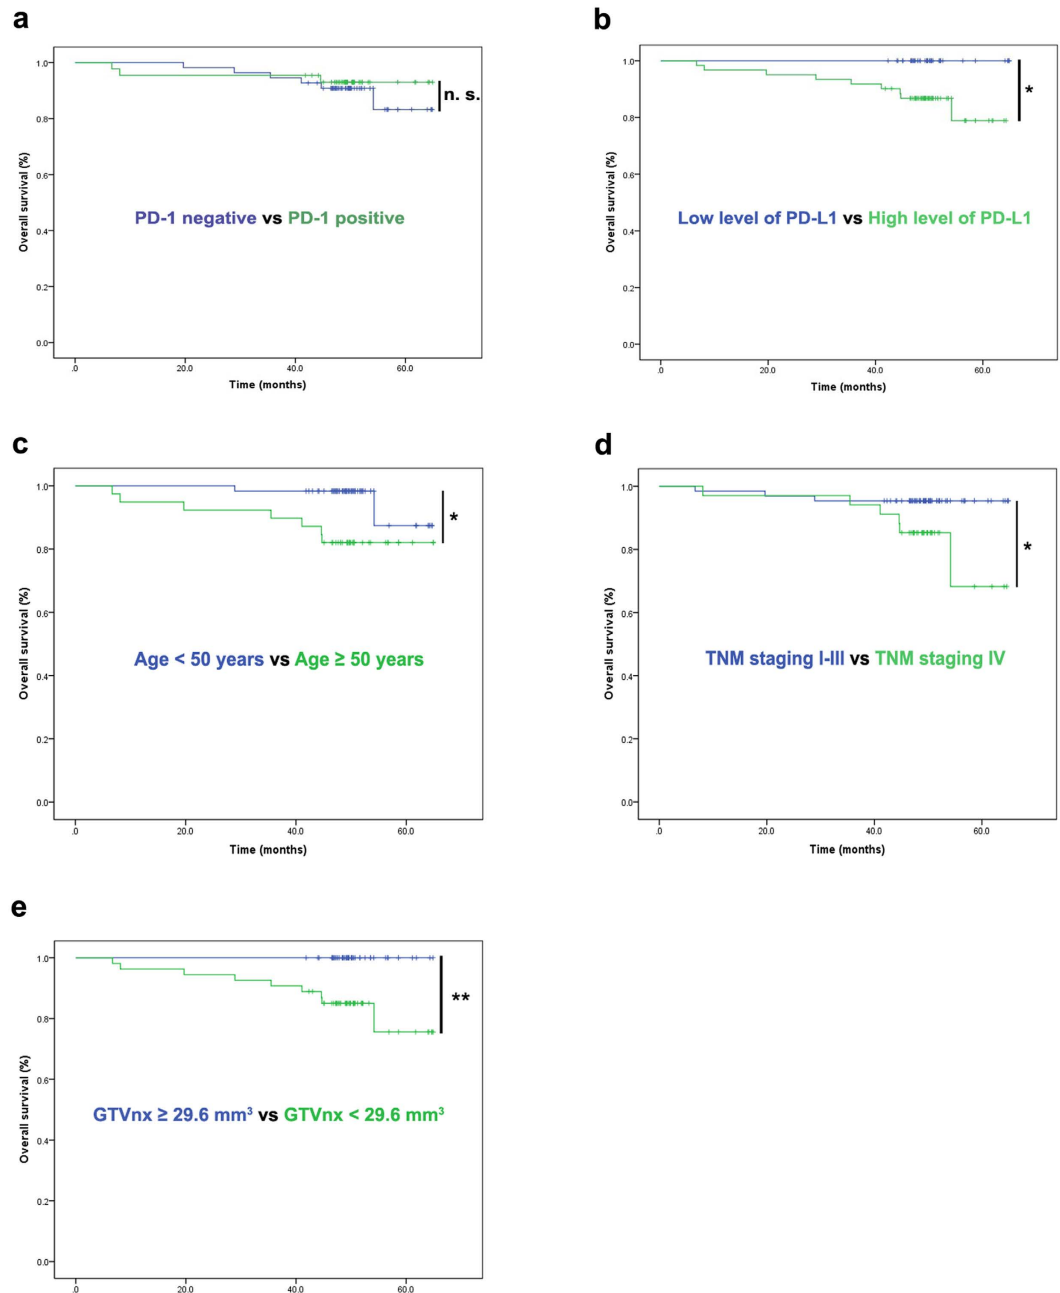 a
1.0
0.8
0.6
0.4
0.2
0.0
Overall survival (%)
n. s.
PD-1 negative vs PD-1 positive
.0 20.0 40.0 60.0
Time (months)
b
1.0
0.8
0.6
0.4
0.2
0.0
Overall survival (%)
*
Low level of PD-L1 vs High level of PD-L1
.0 20.0 40.0 60.0
Time (months)
c
1.0
0.8
0.6
0.4
0.2
0.0
Overall survival (%)
*
Age < 50 years vs Age ≥ 50 years
.0 20.0 40.0 60.0
Time (months)
d
1.0
0.8
0.6
0.4
0.2
0.0
Overall survival (%)
*
TNM staging I-III vs TNM staging IV
.0 20.0 40.0 60.0
Time (months)
e
1.0
0.8
0.6
0.4
0.2
0.0
Overall survival (%)
**
GTVnx ≥ 29.6 mm³ vs GTVnx < 29.6 mm³
.0 20.0 40.0 60.0